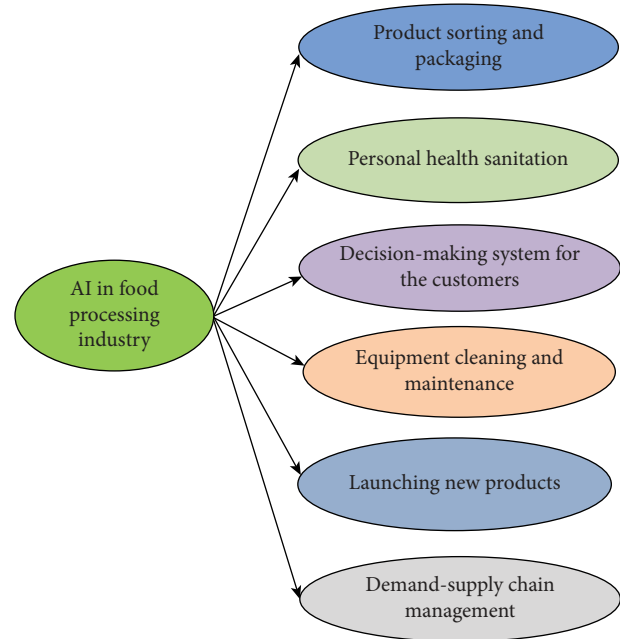 Product sorting and
packaging
Personal health sanitation
Decision-making system for
the customers
AI in food
processing
industry
Equipment cleaning and
maintenance
Launching new products
Demand-supply chain
management